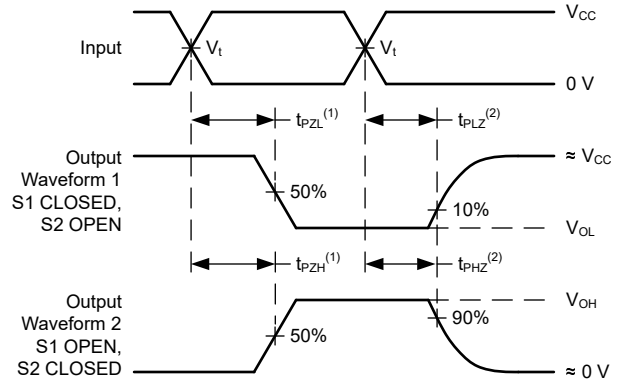 V_CC
Input
V_t
V_t
0 V
t_PZL^(1)
t_PLZ^(2)
Output
Waveform 1
S1 CLOSED,
S2 OPEN
≈ V_CC
50%
10%
V_OL
t_PZH^(1)
t_PHZ^(2)
Output
Waveform 2
S1 OPEN,
S2 CLOSED
V_OH
90%
50%
≈ 0 V